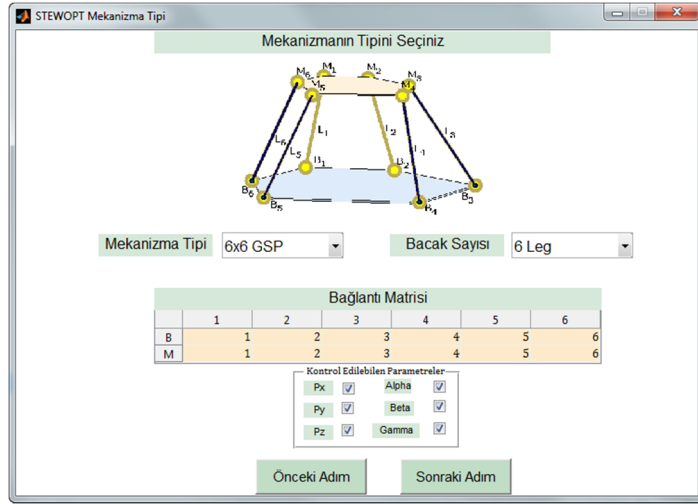 STEWOPT Mekanizma Tipi
Mekanizmanın Tipini Seçiniz
M6 M1 M2 M3
M5
L6 L5 L1 L2 L3
B1 B2
B6 B5 B4 B3
Mekanizma Tipi 6x6 GSP Bacak Sayısı 6 Leg
Bağlantı Matrisi
1 2 3 4 5 6
B 1 2 3 4 5 6
M 1 2 3 4 5 6
Kontrol Edilebilen Parametreler
Px Alpha
Py Beta
Pz Gamma
Önceki Adım Sonraki Adım